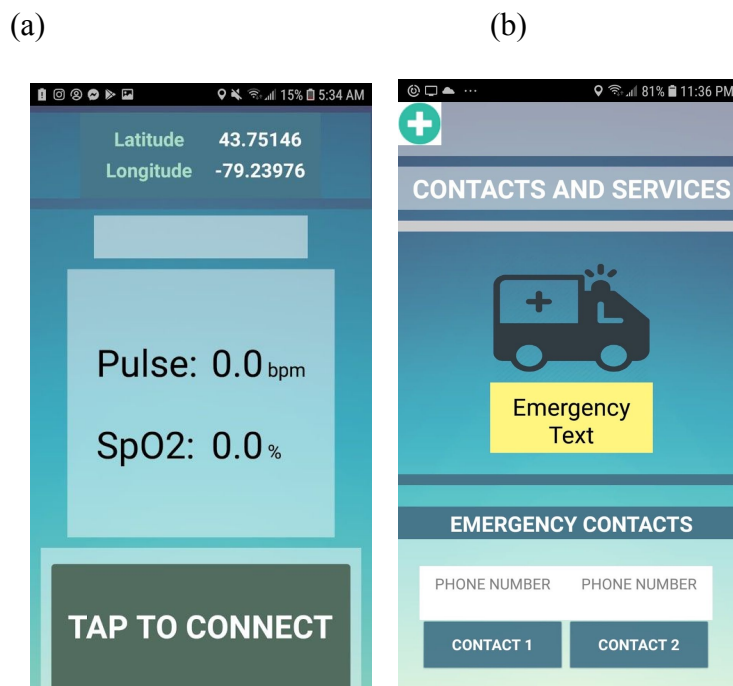 (a)
(b)
15% 5:34 AM
Latitude 43.75146
Longitude -79.23976
Pulse: 0.0 bpm
SpO2: 0.0 %
TAP TO CONNECT
81% 11:36 PM
CONTACTS AND SERVICES
Emergency
Text
EMERGENCY CONTACTS
PHONE NUMBER PHONE NUMBER
CONTACT 1 CONTACT 2